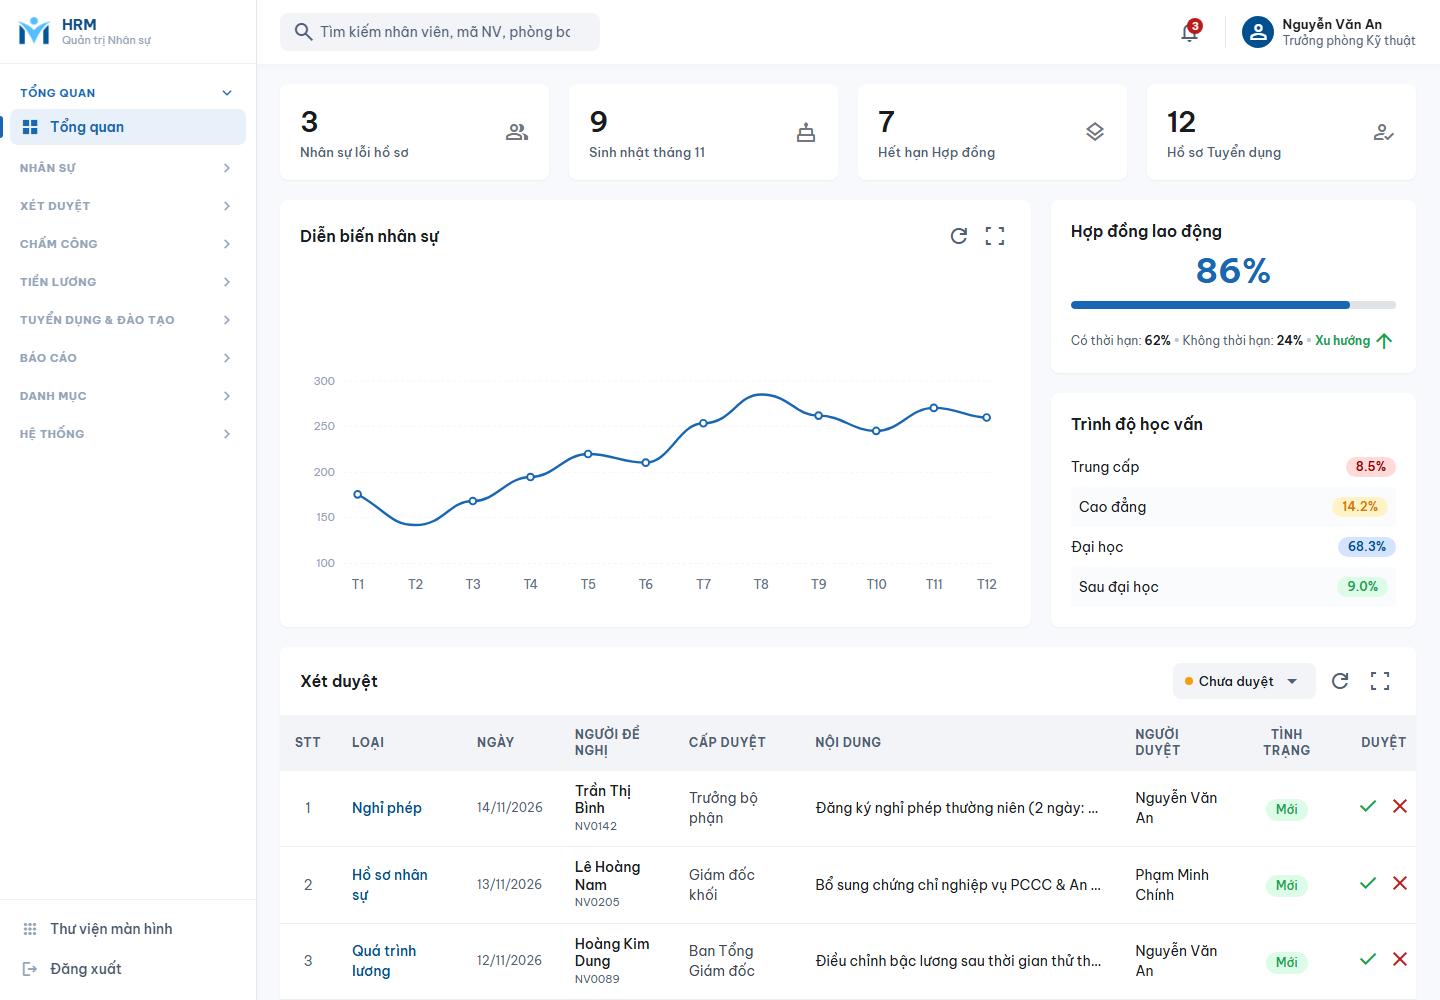 HRM
Quản trị Nhân sự
TỔNG QUAN
Tổng quan
NHÂN SỰ
XÉT DUYỆT
CHẤM CÔNG
TIỀN LƯƠNG
TUYỂN DỤNG & ĐÀO TẠO
BÁO CÁO
DANH MỤC
HỆ THỐNG
Thư viện màn hình
Đăng xuất
Tìm kiếm nhân viên, mã NV, phòng
3
Nguyễn Văn An
Trưởng phòng Kỹ thuật
3
Nhân sự lỗi hồ sơ
9
Sinh nhật tháng 11
7
Hết hạn Hợp đồng
12
Hồ sơ Tuyển dụng
Diễn biến nhân sự
300
250
200
150
100
T1 T2 T3 T4 T5 T6 T7 T8 T9 T10 T11 T12
Hợp đồng lao động
86%
Có thời hạn: 62% • Không thời hạn: 24% • Xu hướng
Trình độ học vấn
Trung cấp 8.5%
Cao đẳng 14.2%
Đại học 68.3%
Sau đại học 9.0%
Xét duyệt
Chưa duyệt
STT LOẠI NGÀY NGƯỜI ĐỀ NGHỊ CẤP DUYỆT NỘI DUNG NGƯỜI DUYỆT TÌNH TRẠNG DUYỆT
1 Nghỉ phép 14/11/2026 Trần Thị Bình NV0142 Trưởng bộ phận Đăng ký nghỉ phép thường niên (2 ngày: ... Nguyễn Văn An Mới
2 Hồ sơ nhân sự 13/11/2026 Lê Hoàng Nam NV0205 Giám đốc khối Bổ sung chứng chỉ nghiệp vụ PCCC & An ... Phạm Minh Chính Mới
3 Quá trình lương 12/11/2026 Hoàng Kim Dung NV0089 Ban Tổng Giám đốc Điều chỉnh bậc lương sau thời gian thử th... Nguyễn Văn An Mới